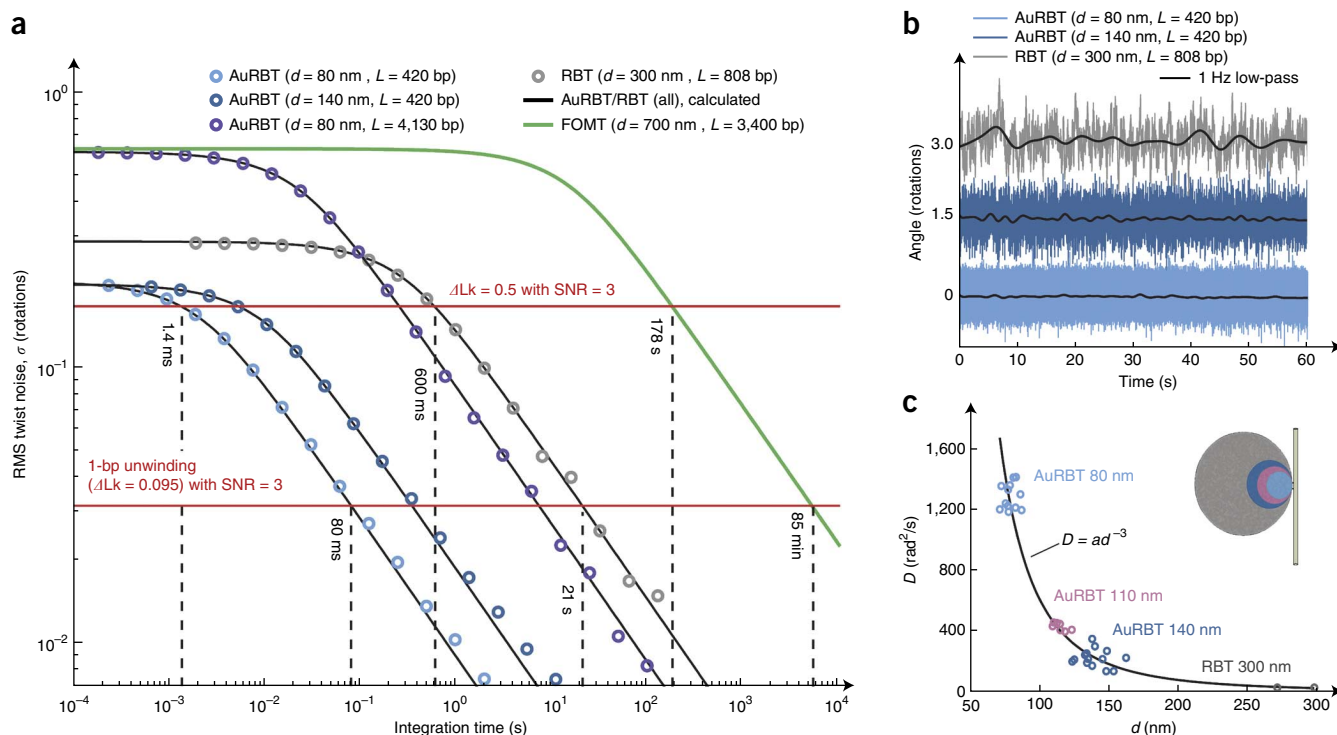 a
AuRBT (d = 80 nm , L = 420 bp)
AuRBT (d = 140 nm, L = 420 bp)
AuRBT (d = 80 nm, L = 4,130 bp)
RBT (d = 300 nm , L = 808 bp)
AuRBT/RBT (all), calculated
FOMT (d = 700 nm , L = 3,400 bp)
10⁰
10⁻¹
10⁻²
RMS twist noise, σ (rotations)
ΔLk = 0.5 with SNR = 3
1.4 ms
600 ms
178 s
1-bp unwinding
(ΔLk = 0.095) with SNR = 3
80 ms
21 s
85 min
10⁻⁴ 10⁻³ 10⁻² 10⁻¹ 10⁰ 10¹ 10² 10³ 10⁴
Integration time (s)
b
AuRBT (d = 80 nm, L = 420 bp)
AuRBT (d = 140 nm, L = 420 bp)
RBT (d = 300 nm, L = 808 bp)
1 Hz low-pass
3.0
1.5
0
Angle (rotations)
0 10 20 30 40 50 60
Time (s)
c
1,600
1,200
800
400
0
D (rad²/s)
AuRBT 80 nm
D = ad⁻³
AuRBT 110 nm
AuRBT 140 nm
RBT 300 nm
50 100 150 200 250 300
d (nm)